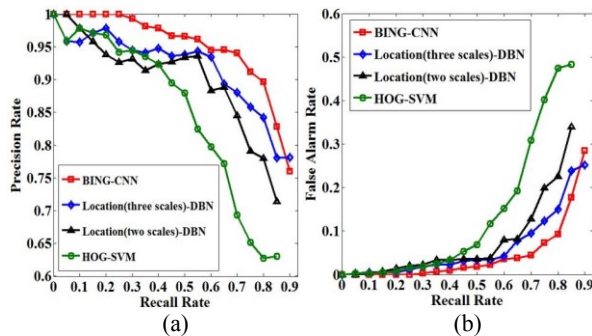 1
0.95
0.9
0.85
0.8
0.75
0.7
0.65
0.6
Precision Rate
BING-CNN
Location(three scales)-DBN
Location(two scales)-DBN
HOG-SVM
0 0.1 0.2 0.3 0.4 0.5 0.6 0.7 0.8 0.9
Recall Rate
(a)
0.6
0.5
0.4
0.3
0.2
0.1
0
False Alarm Rate
BING-CNN
Location(three scales)-DBN
Location(two scales)-DBN
HOG-SVM
0 0.1 0.2 0.3 0.4 0.5 0.6 0.7 0.8 0.9
Recall Rate
(b)